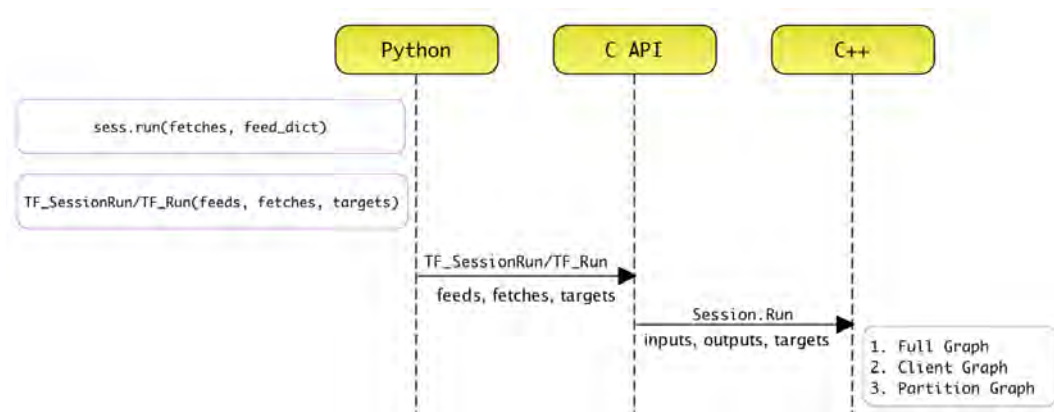 Python
C API
C++
sess.run(fetches, feed_dict)
TF_SessionRun/TF_Run(feeds, fetches, targets)
TF_SessionRun/TF_Run
feeds, fetches, targets
Session.Run
inputs, outputs, targets
1. Full Graph
2. Client Graph
3. Partition Graph